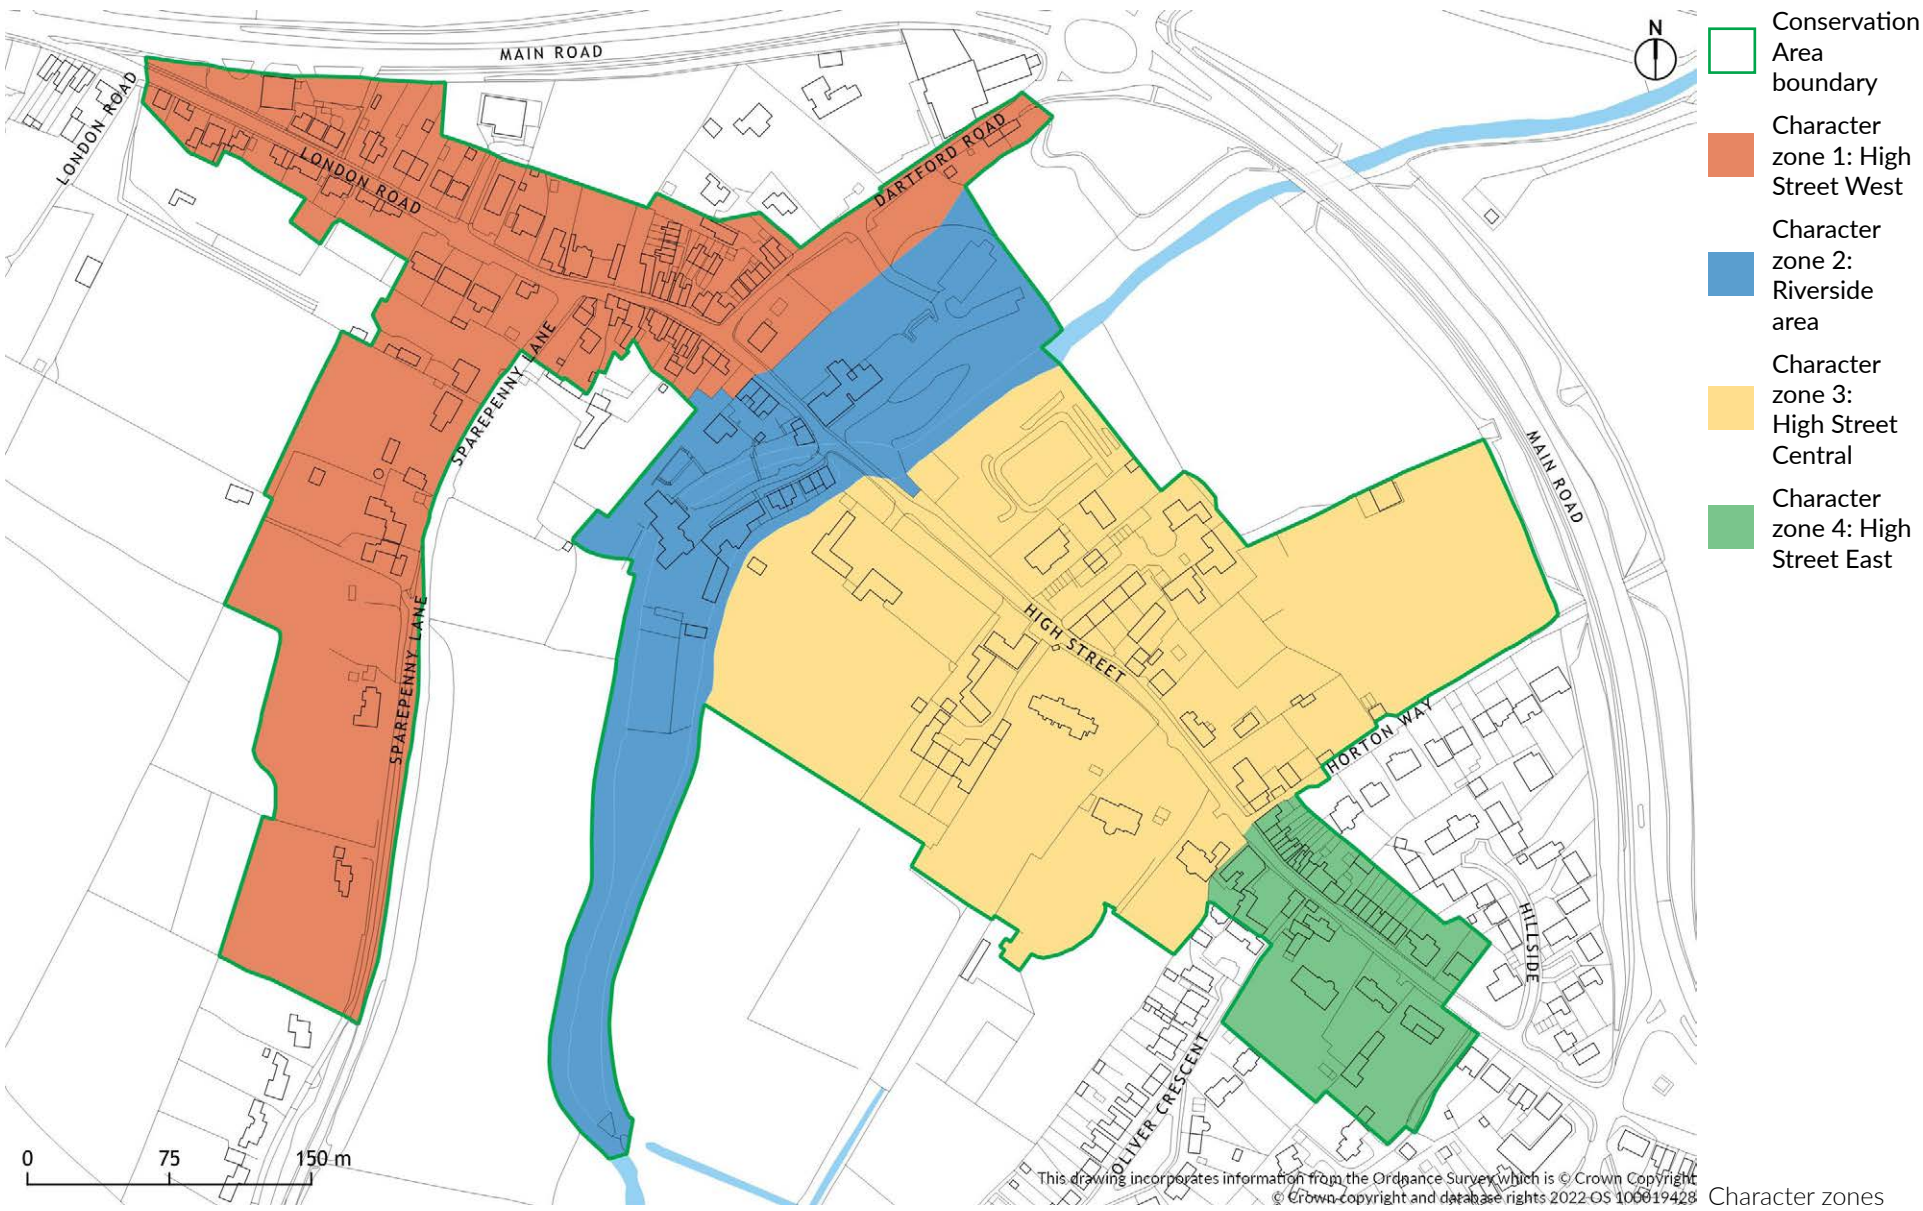 MAIN ROAD
N
LONDON ROAD
LONDON ROAD
DARTFORD ROAD
SPAREPENNY LANE
MAIN ROAD
SPAREPENNY LANE
HIGH STREET
HORTON WAY
HILLSIDE
OLIVER CRESCENT
0 75 150 m
This drawing incorporates information from the Ordnance Survey which is © Crown Copyright
© Crown copyright and database rights 2022 OS 100019428
Conservation
Area
boundary
Character
zone 1: High
Street West
Character
zone 2:
Riverside
area
Character
zone 3:
High Street
Central
Character
zone 4: High
Street East
Character zones